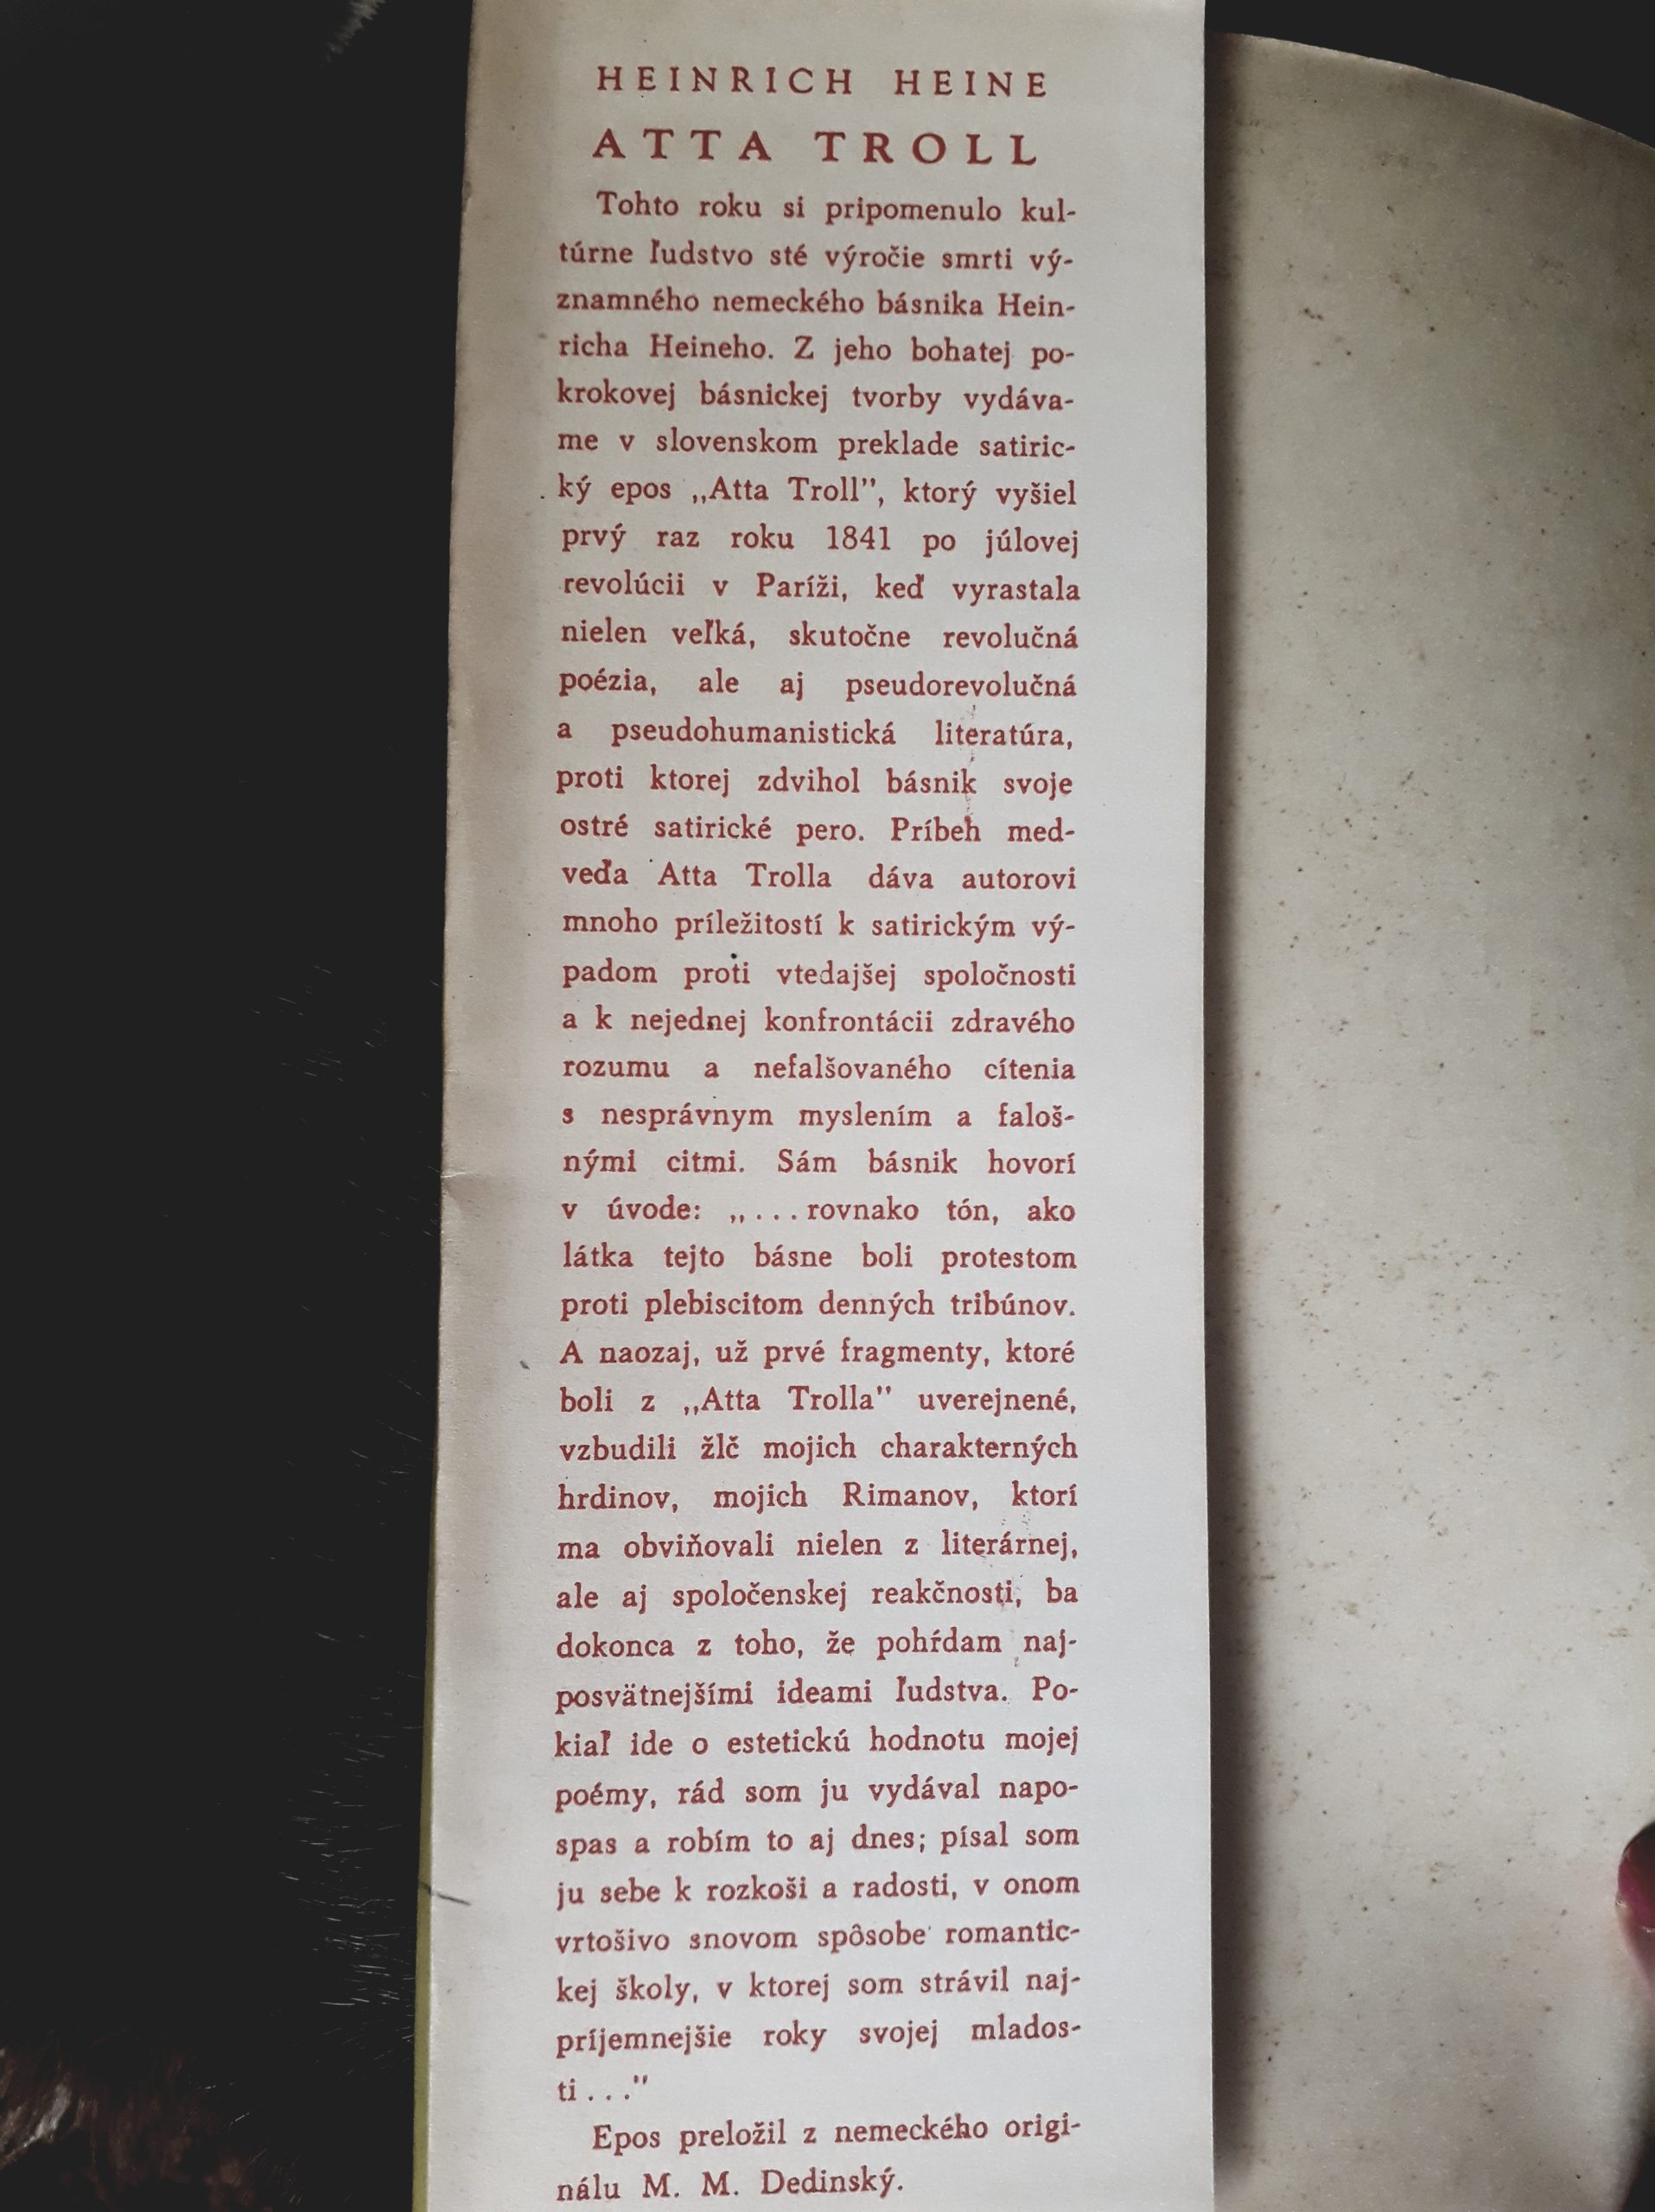 HEINRICH HEINE
ATTA TROLL
Tohto roku si pripomenulo kul-
túrne ľudstvo sté výročie smrti vý-
znamného nemeckého básnika Hein-
richa Heineho. Z jeho bohatej po-
krokovej básnickej tvorby vydáva-
me v slovenskom preklade satiric-
ký epos „Atta Troll", ktorý vyšiel
prvý raz roku 1841 po júlovej
revolúcii v Paríži, keď vyrastala
nielen veľká, skutočne revolučná
poézia, ale aj pseudorevolučná
a pseudohumanistická literatúra,
proti ktorej zdvihol básnik svoje
ostré satirické pero. Príbeh med-
veďa Atta Trolla dáva autorovi
mnoho príležitostí k satirickým vý-
padom proti vtedajšej spoločnosti
a k nejednej konfrontácii zdravého
rozumu a nefalšovaného cítenia
s nesprávnym myslením a faloš-
nými citmi. Sám básnik hovorí
v úvode: „... rovnako tón, ako
látka tejto básne boli protestom
proti plebiscitom denných tribúnov.
A naozaj, už prvé fragmenty, ktoré
boli z „Atta Trolla" uverejnené,
vzbudili žlč mojich charakterných
hrdinov, mojich Rimanov, ktorí
ma obviňovali nielen z literárnej,
ale aj spoločenskej reakčnosti, ba
dokonca z toho, že pohŕdam naj-
posvätnejšími ideami ľudstva. Po-
kiaľ ide o estetickú hodnotu mojej
poémy, rád som ju vydával napo-
spas a robím to aj dnes; písal som
ju sebe k rozkoši a radosti, v onom
vrtošivo snovom spôsobe romantic-
kej školy, v ktorej som strávil naj-
príjemnejšie roky svojej mlados-
ti..."
Epos preložil z nemeckého origi-
nálu M. M. Dedinský.